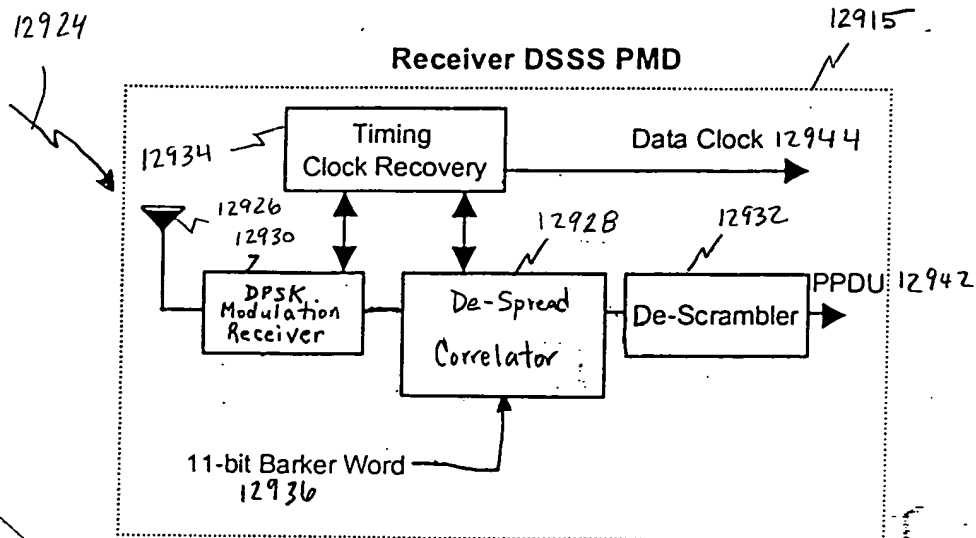 12924
12915
Receiver DSSS PMD
Timing
Clock Recovery
12934
Data Clock 12944
12926
12930
12928
12932
DPSK
Modulation
Receiver
De-Spread
Correlator
De-Scrambler
PPDU 12942
11-bit Barker Word
12936